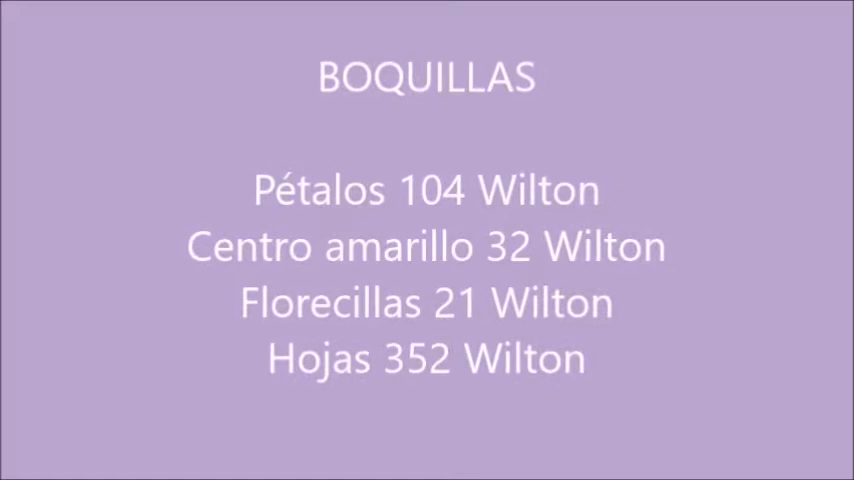 BOQUILLAS
Pétalos 104 Wilton
Centro amarillo 32 Wilton
Florecillas 21 Wilton
Hojas 352 Wilton